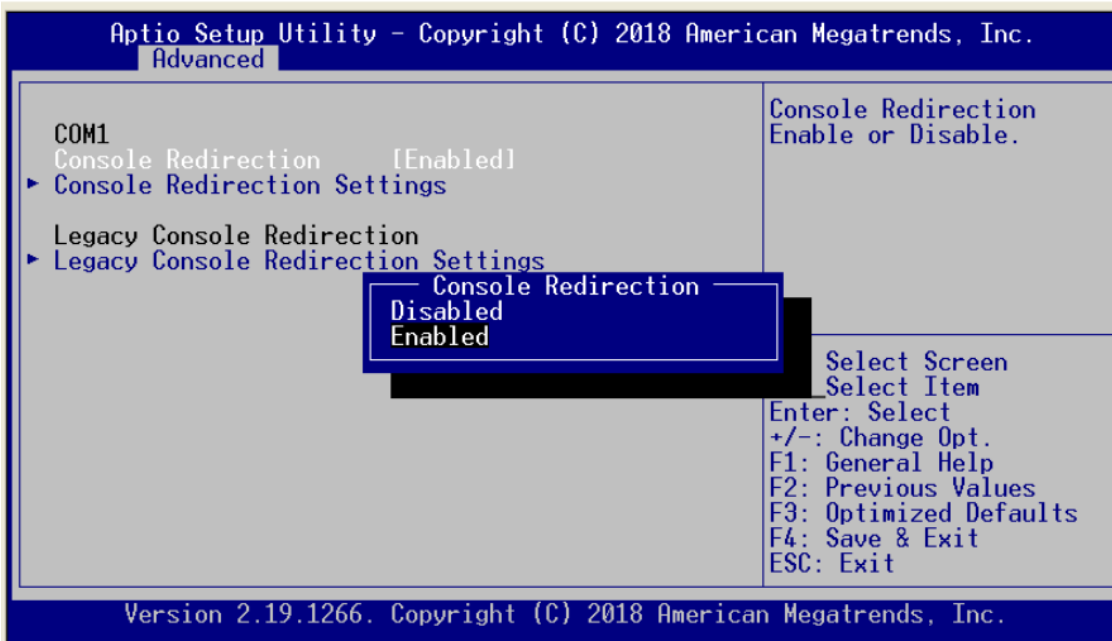 Aptio Setup Utility - Copyright (C) 2018 American Megatrends, Inc.
Advanced
COM1
Console Redirection [Enabled]
► Console Redirection Settings
Legacy Console Redirection
► Legacy Console Redirection Settings
Console Redirection
Disabled
Enabled
Console Redirection
Enable or Disable.
Select Screen
Select Item
Enter: Select
+/-: Change Opt.
F1: General Help
F2: Previous Values
F3: Optimized Defaults
F4: Save & Exit
ESC: Exit
Version 2.19.1266. Copyright (C) 2018 American Megatrends, Inc.